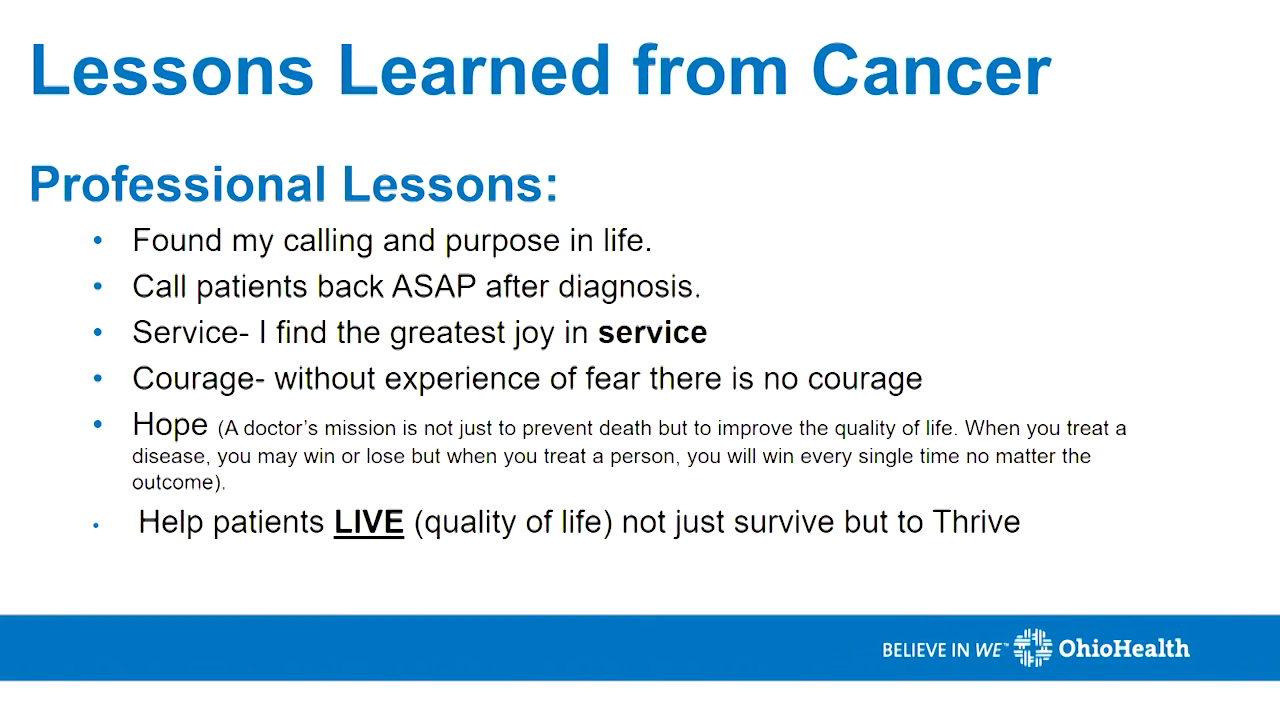 Lessons Learned from Cancer
Professional Lessons:
• Found my calling and purpose in life.
• Call patients back ASAP after diagnosis.
• Service- I find the greatest joy in service
• Courage- without experience of fear there is no courage
• Hope (A doctor’s mission is not just to prevent death but to improve the quality of life. When you treat a
disease, you may win or lose but when you treat a person, you will win every single time no matter the
outcome).
• Help patients LIVE (quality of life) not just survive but to Thrive
BELIEVE IN WE™ OhioHealth